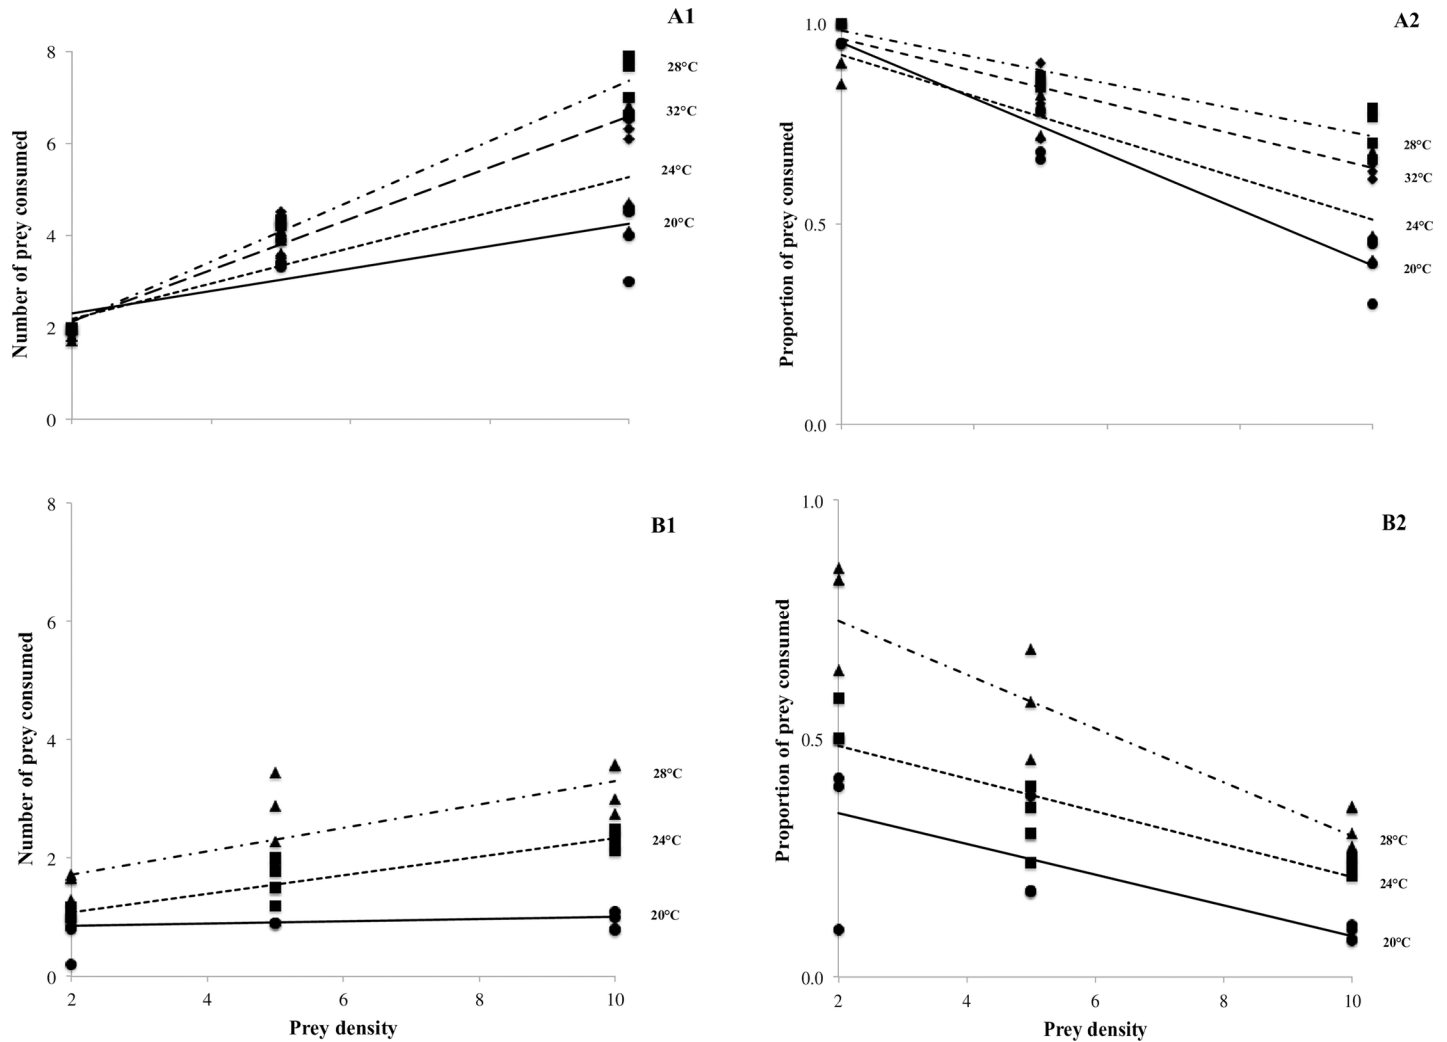 A1
8
6
4
2
0
Number of prey consumed
28°C
32°C
24°C
20°C
A2
1.0
0.5
0.0
Proportion of prey consumed
28°C
32°C
24°C
20°C
B1
8
6
4
2
0
Number of prey consumed
28°C
24°C
20°C
2 4 6 8 10
Prey density
B2
1.0
0.5
0.0
Proportion of prey consumed
28°C
24°C
20°C
2 4 6 8 10
Prey density